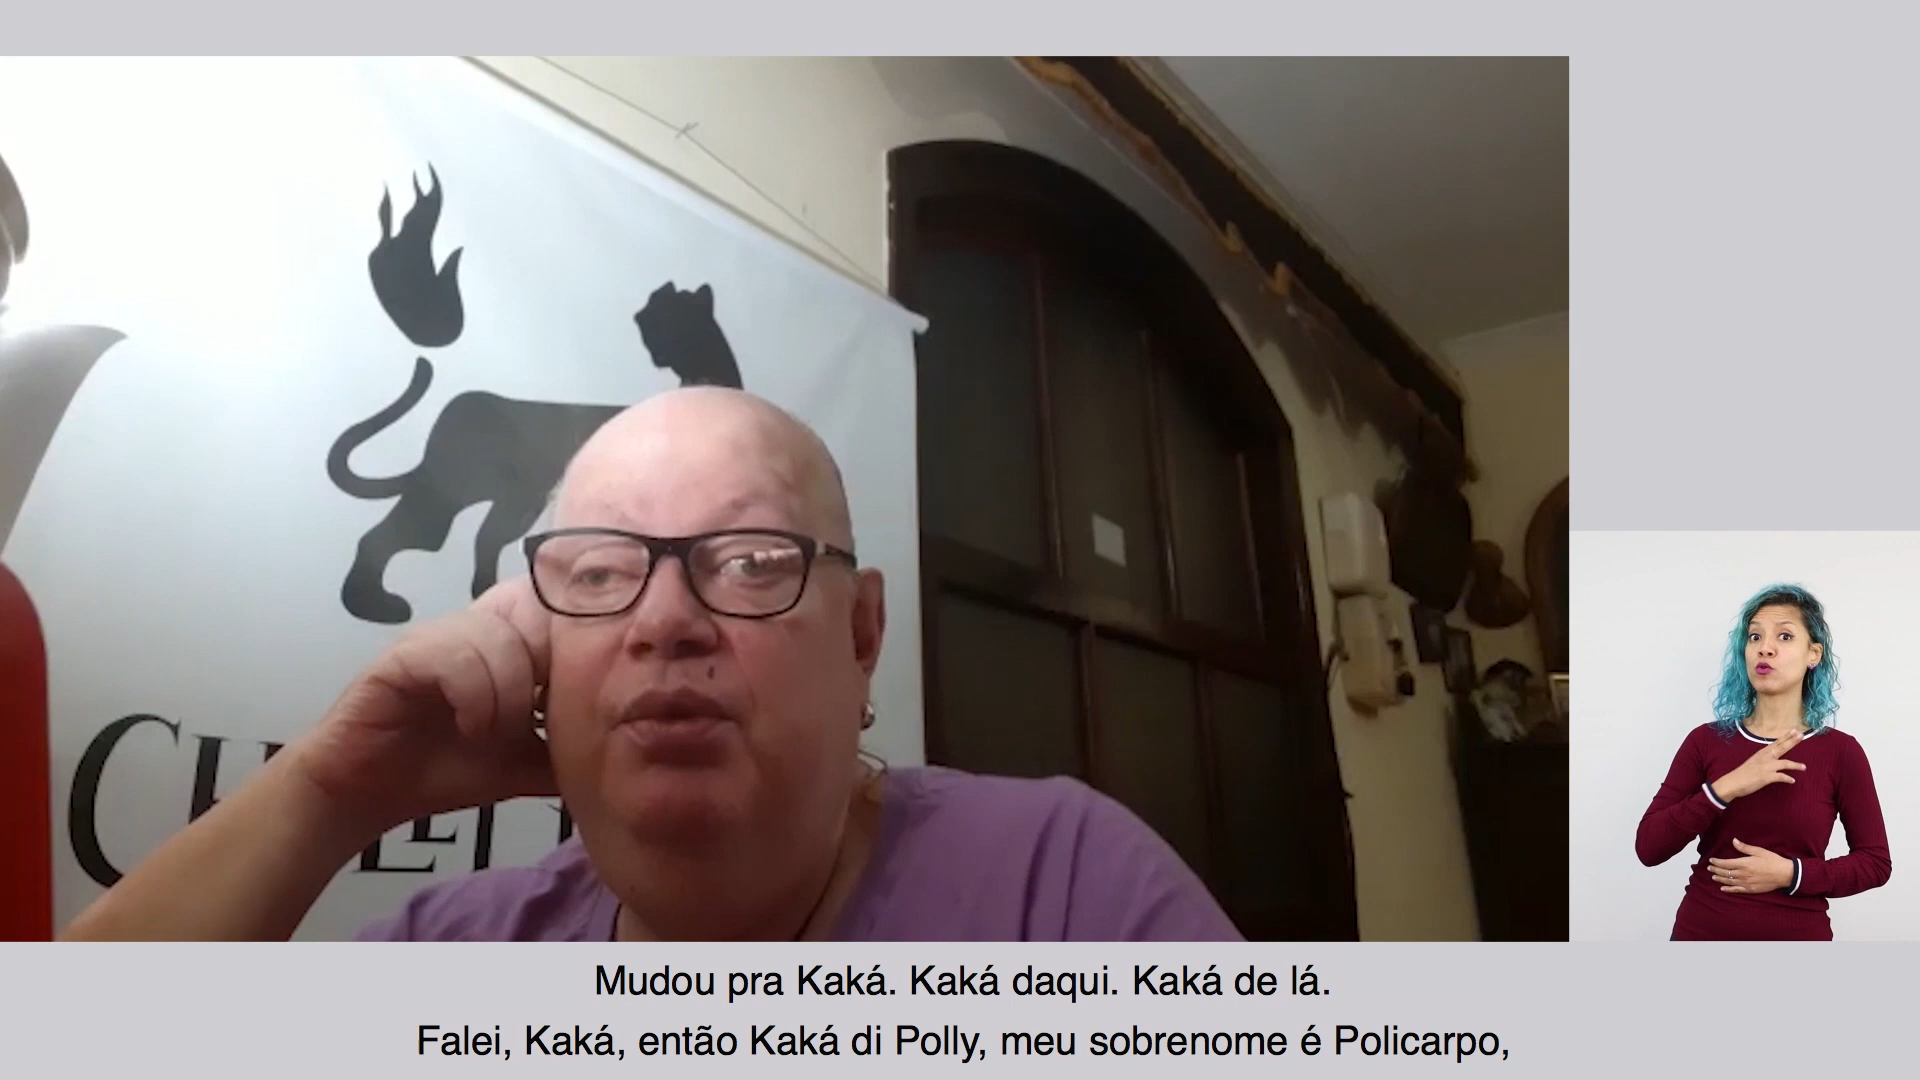 Mudou pra Kaká. Kaká daqui. Kaká de lá.
Falei, Kaká, então Kaká di Polly, meu sobrenome é Policarpo,